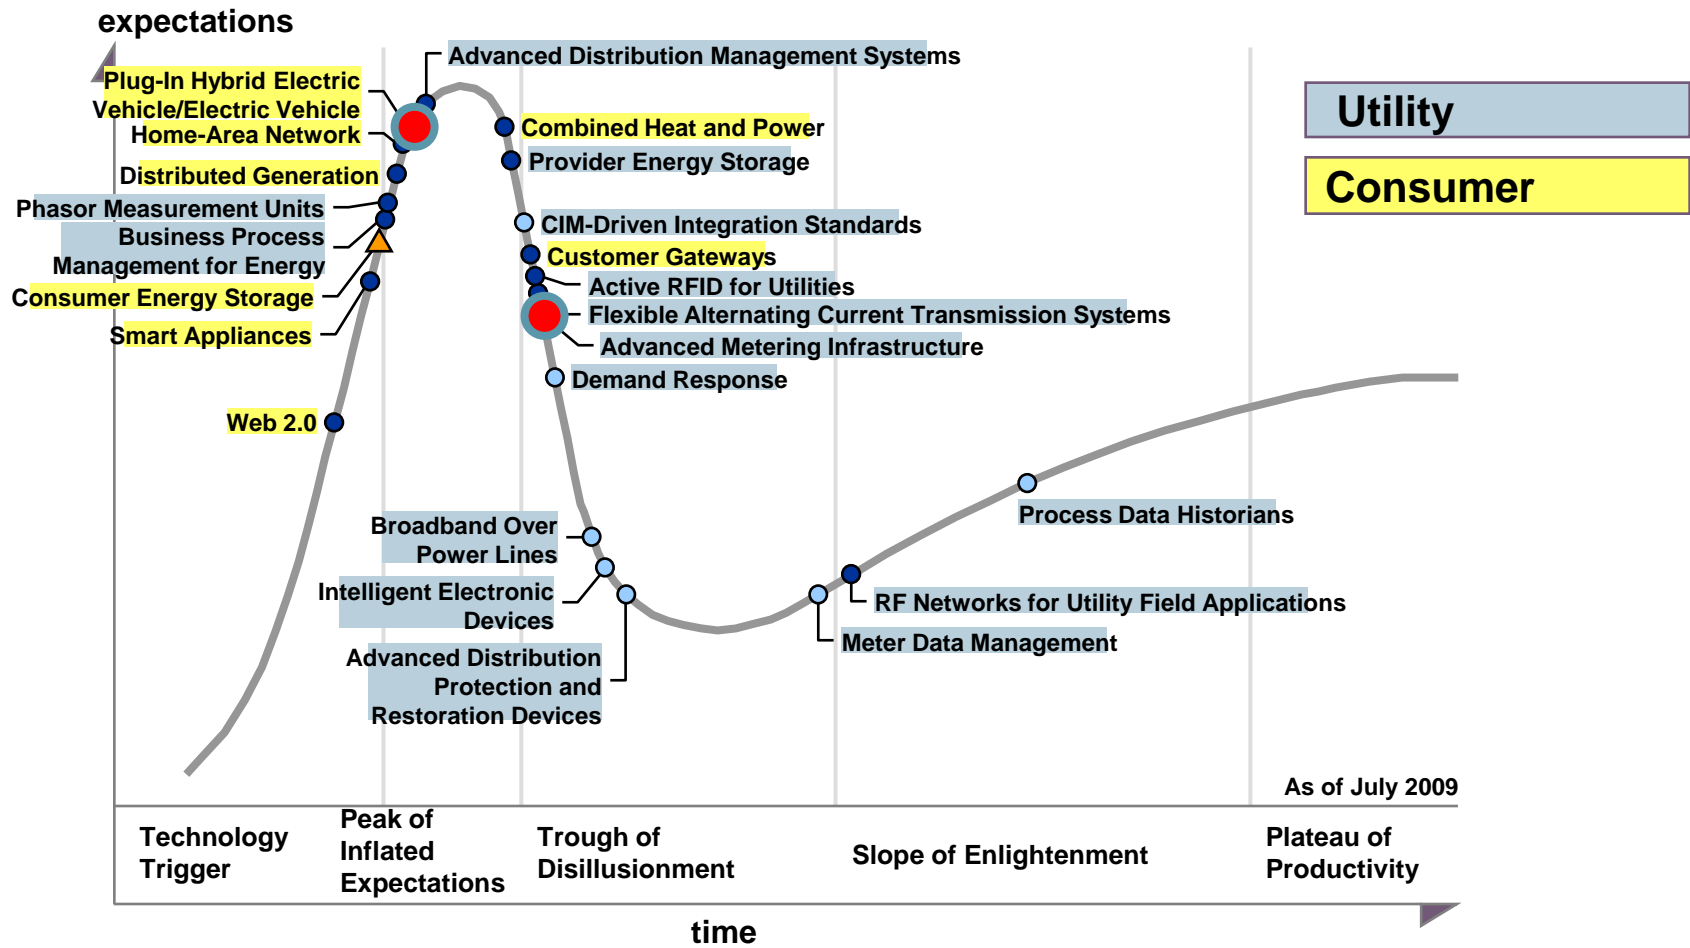 expectations
Advanced Distribution Management Systems
Plug-In Hybrid Electric
Vehicle/Electric Vehicle
Home-Area Network
Distributed Generation
Phasor Measurement Units
Business Process
Management for Energy
Consumer Energy Storage
Smart Appliances
Web 2.0
Combined Heat and Power
Provider Energy Storage
CIM-Driven Integration Standards
Customer Gateways
Active RFID for Utilities
Flexible Alternating Current Transmission Systems
Advanced Metering Infrastructure
Demand Response
Utility
Consumer
Broadband Over
Power Lines
Intelligent Electronic
Devices
Advanced Distribution
Protection and
Restoration Devices
Process Data Historians
RF Networks for Utility Field Applications
Meter Data Management
As of July 2009
Technology
Trigger
Peak of
Inflated
Expectations
Trough of
Disillusionment
Slope of Enlightenment
Plateau of
Productivity
time